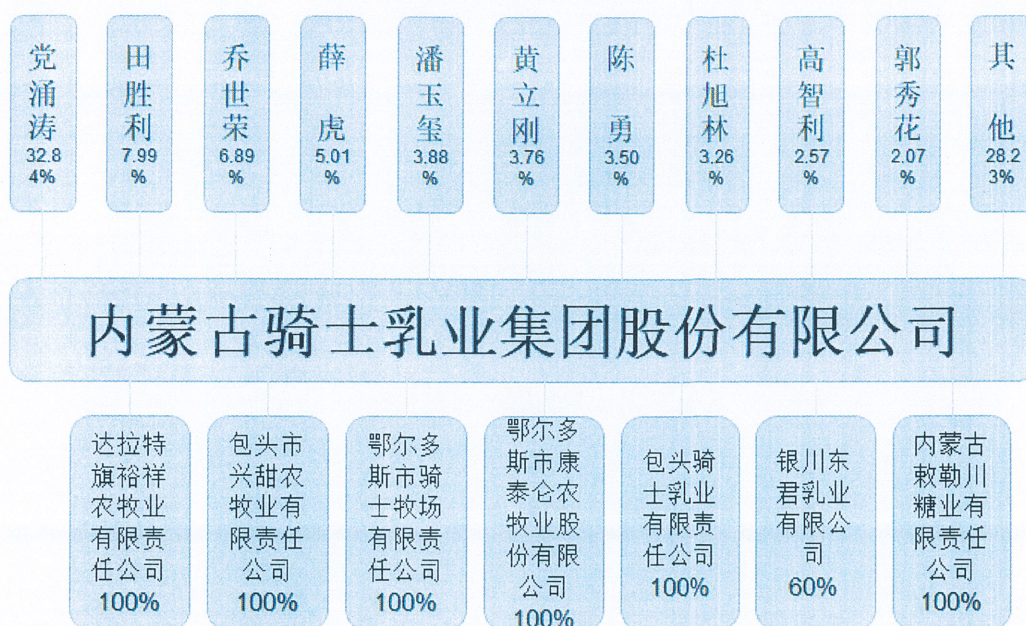 党涌涛
32.8
4%
田胜利
7.99
%
乔世荣
6.89
%
薛虎
5.01
%
潘玉玺
3.88
%
黄立刚
3.76
%
陈勇
3.50
%
杜旭林
3.26
%
高智利
2.57
%
郭秀花
2.07
%
其他
28.2
3%
内蒙古骑士乳业集团股份有限公司
达拉特
旗裕祥
农牧业
有限责
任公司
100%
包头市
兴甜农
牧业有
限责任
公司
100%
鄂尔多
斯市骑
士牧场
有限责
任公司
100%
鄂尔多
斯市康
泰仑农
牧业股
份有限
公司
100%
包头骑
士乳业
有限责
任公司
100%
银川东
君乳业
有限公
司
60%
内蒙古
敕勒川
糖业有
限责任
公司
100%